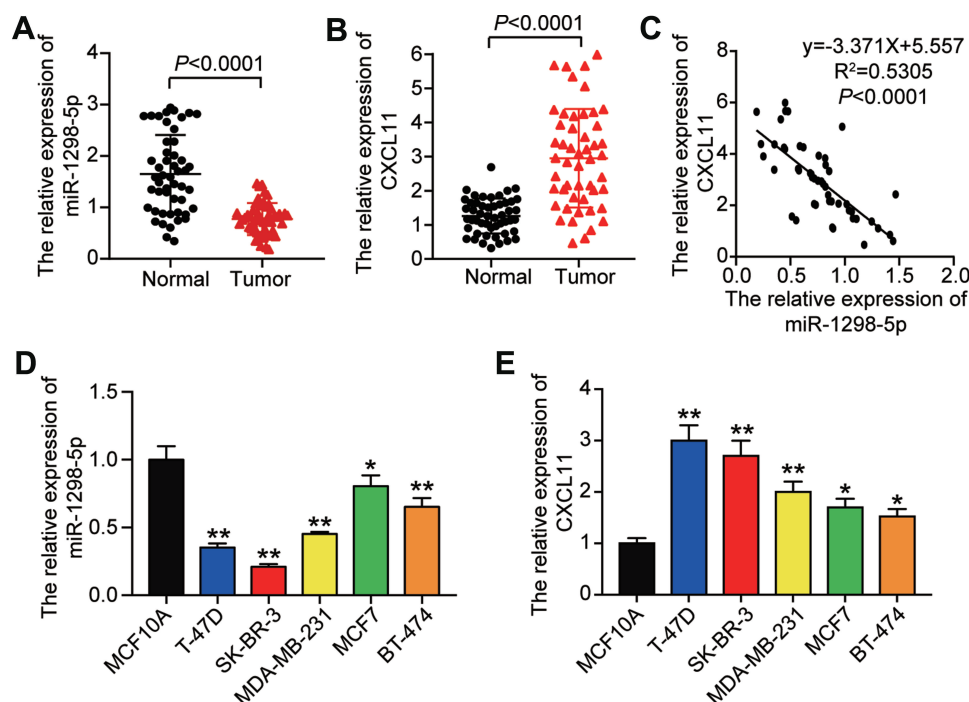 A
The relative expression of
miR-1298-5p
P<0.0001
4
3
2
1
0
Normal
Tumor
B
The relative expression of
CXCL11
P<0.0001
6
5
4
3
2
1
0
Normal
Tumor
C
The relative expression of
CXCL11
y=-3.371X+5.557
R²=0.5305
P<0.0001
8
6
4
2
0
0.0 0.5 1.0 1.5 2.0
The relative expression of
miR-1298-5p
D
The relative expression of
miR-1298-5p
1.5
1.0
0.5
0.0
**
**
**
*
**
MCF10A
T-47D
SK-BR-3
MDA-MB-231
MCF7
BT-474
E
The relative expression of
CXCL11
4
3
2
1
0
**
**
**
*
*
MCF10A
T-47D
SK-BR-3
MDA-MB-231
MCF7
BT-474